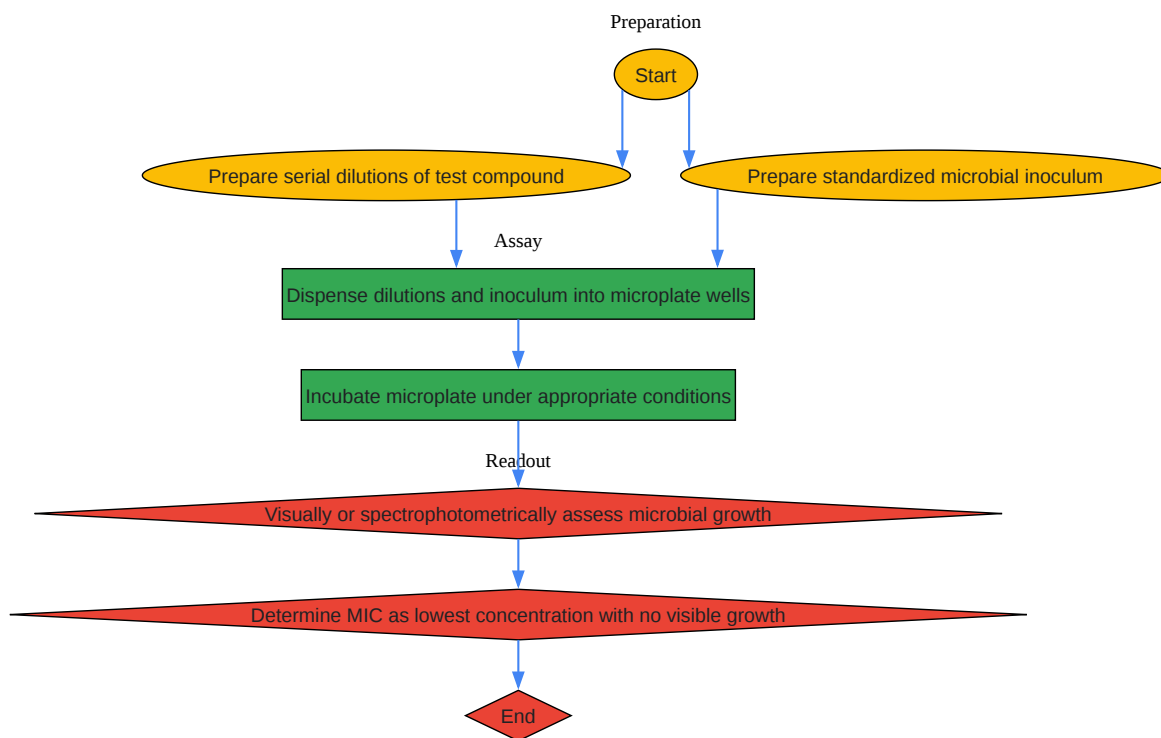 Preparation
Start
Prepare serial dilutions of test compound
Prepare standardized microbial inoculum
Assay
Dispense dilutions and inoculum into microplate wells
Incubate microplate under appropriate conditions
Readout
Visually or spectrophotometrically assess microbial growth
Determine MIC as lowest concentration with no visible growth
End